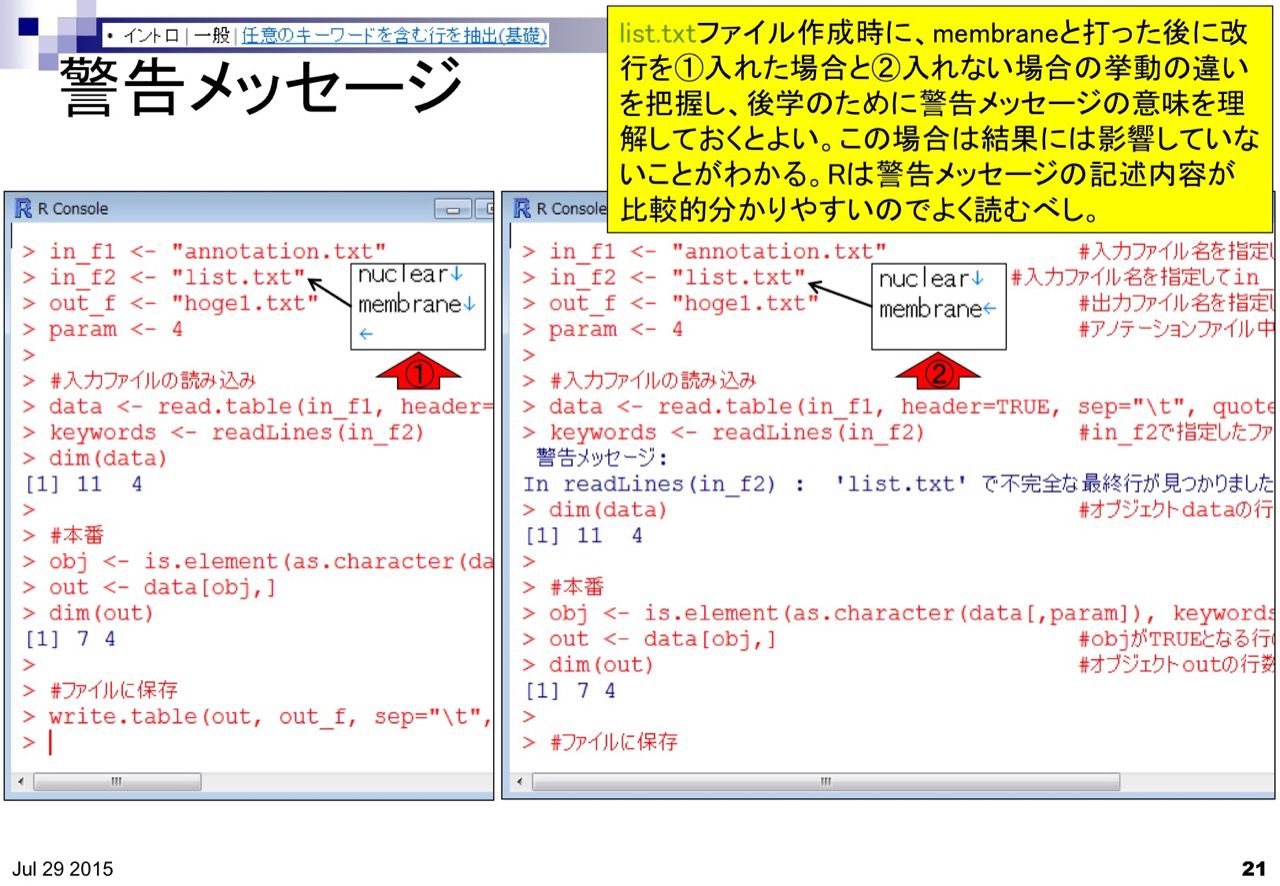 • イントロ | 一般 | 任意のキーワードを含む行を抽出(基礎)
警告メッセージ
list.txtファイル作成時に、membraneと打った後に改
行を①入れた場合と②入れない場合の挙動の違い
を把握し、後学のために警告メッセージの意味を理
解しておくとよい。この場合は結果には影響していな
いことがわかる。Rは警告メッセージの記述内容が
比較的分かりやすいのでよく読むべし。
R Console
> in_f1 <- "annotation.txt"
> in_f2 <- "list.txt"
> out_f <- "hoge1.txt"
> param <- 4
>
> #入力ファイルの読み込み
> data <- read.table(in_f1, header=
> keywords <- readLines(in_f2)
> dim(data)
[1] 11  4
>
> #本番
> obj <- is.element(as.character(da
> out <- data[obj,]
> dim(out)
[1] 7 4
>
> #ファイルに保存
> write.table(out, out_f, sep="\t",
>
nuclear↓
membrane↓
←
①
R Console
> in_f1 <- "annotation.txt" #入力ファイル名を指定し
> in_f2 <- "list.txt" #入力ファイル名を指定してin_
> out_f <- "hoge1.txt" #出力ファイル名を指定し
> param <- 4 #アノテーションファイル中
>
> #入力ファイルの読み込み
> data <- read.table(in_f1, header=TRUE, sep="\t", quote
> keywords <- readLines(in_f2) #in_f2で指定したファ
警告メッセージ:
In readLines(in_f2) :  'list.txt' で不完全な最終行が見つかりました
> dim(data) #オブジェクトdataの行
[1] 11  4
>
> #本番
> obj <- is.element(as.character(data[,param]), keywords
> out <- data[obj,] #objがTRUEとなる行の
> dim(out) #オブジェクトoutの行数
[1] 7 4
>
> #ファイルに保存
nuclear↓
membrane←
②
Jul 29 2015
21